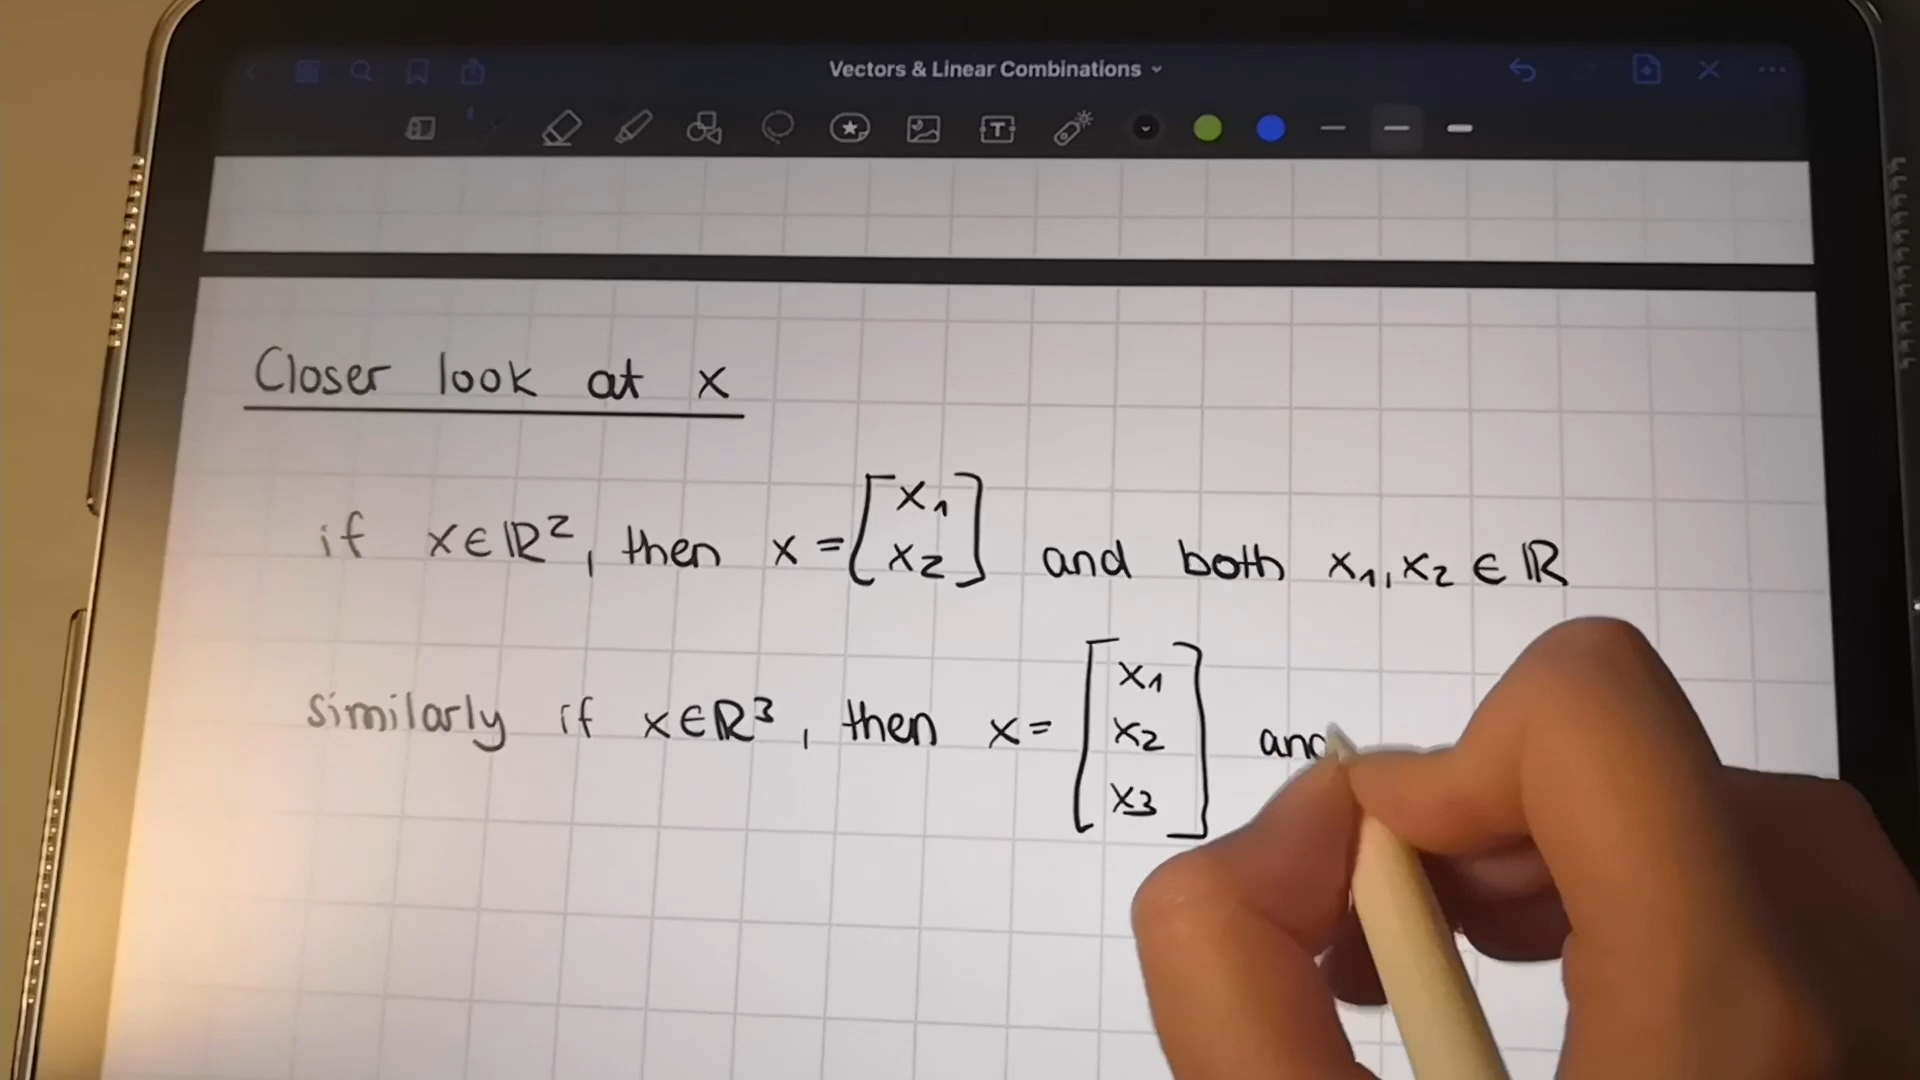 Vectors & Linear Combinations
Closer look at x
if x∈ℝ², then x = [x₁ x₂] and both x₁, x₂ ∈ ℝ
similarly if x∈ℝ³, then x = [x₁ x₂ x₃] and